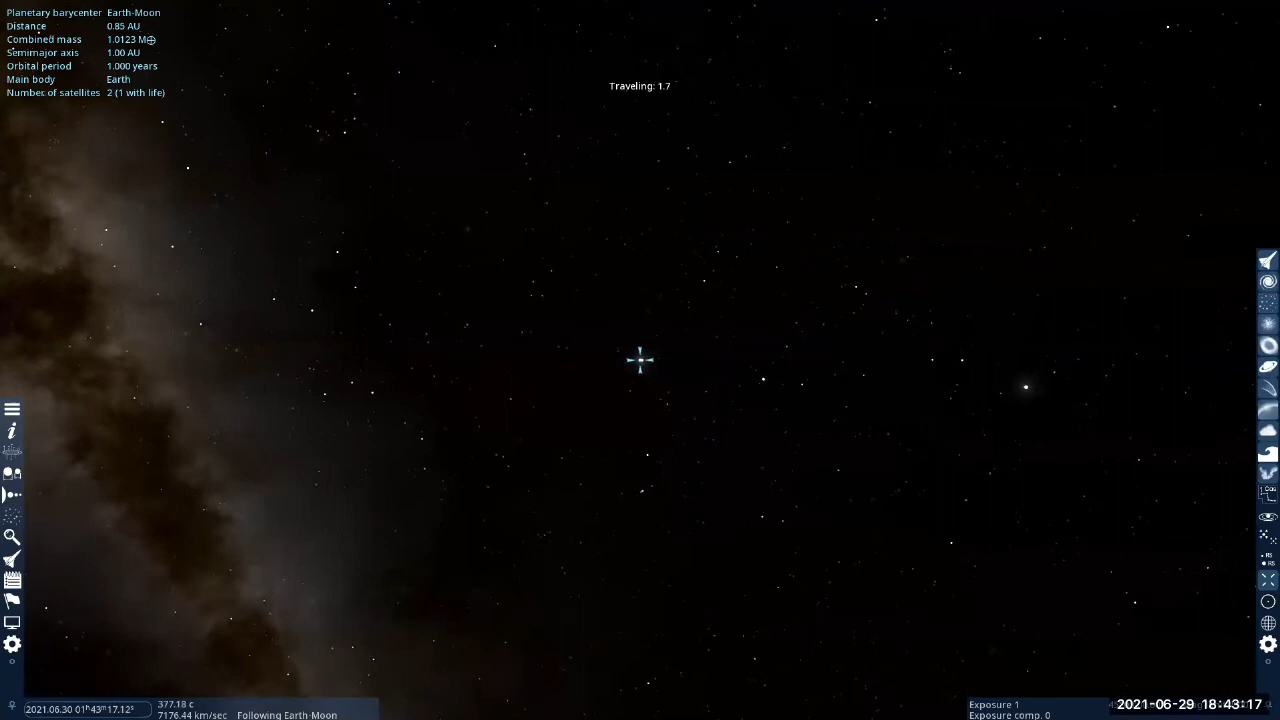 Planetary barycenter Earth-Moon
Distance 0.85 AU
Combined mass 1.0123 M⊕
Semimajor axis 1.00 AU
Orbital period 1.000 years
Main body Earth
Number of satellites 2 (1 with life)
Traveling: 1.7
RS
RS
2021.06.30 01ʰ43ᵐ17.12ˢ
377.18 c
7176.44 km/sec Following Earth-Moon
Exposure 1
Exposure comp. 0
2021-06-29 18:43:17